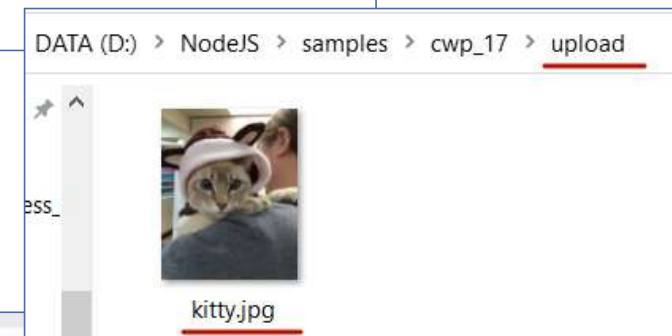 DATA (D:) > NodeJS > samples > cwp_17 > upload
ess_
kitty.jpg